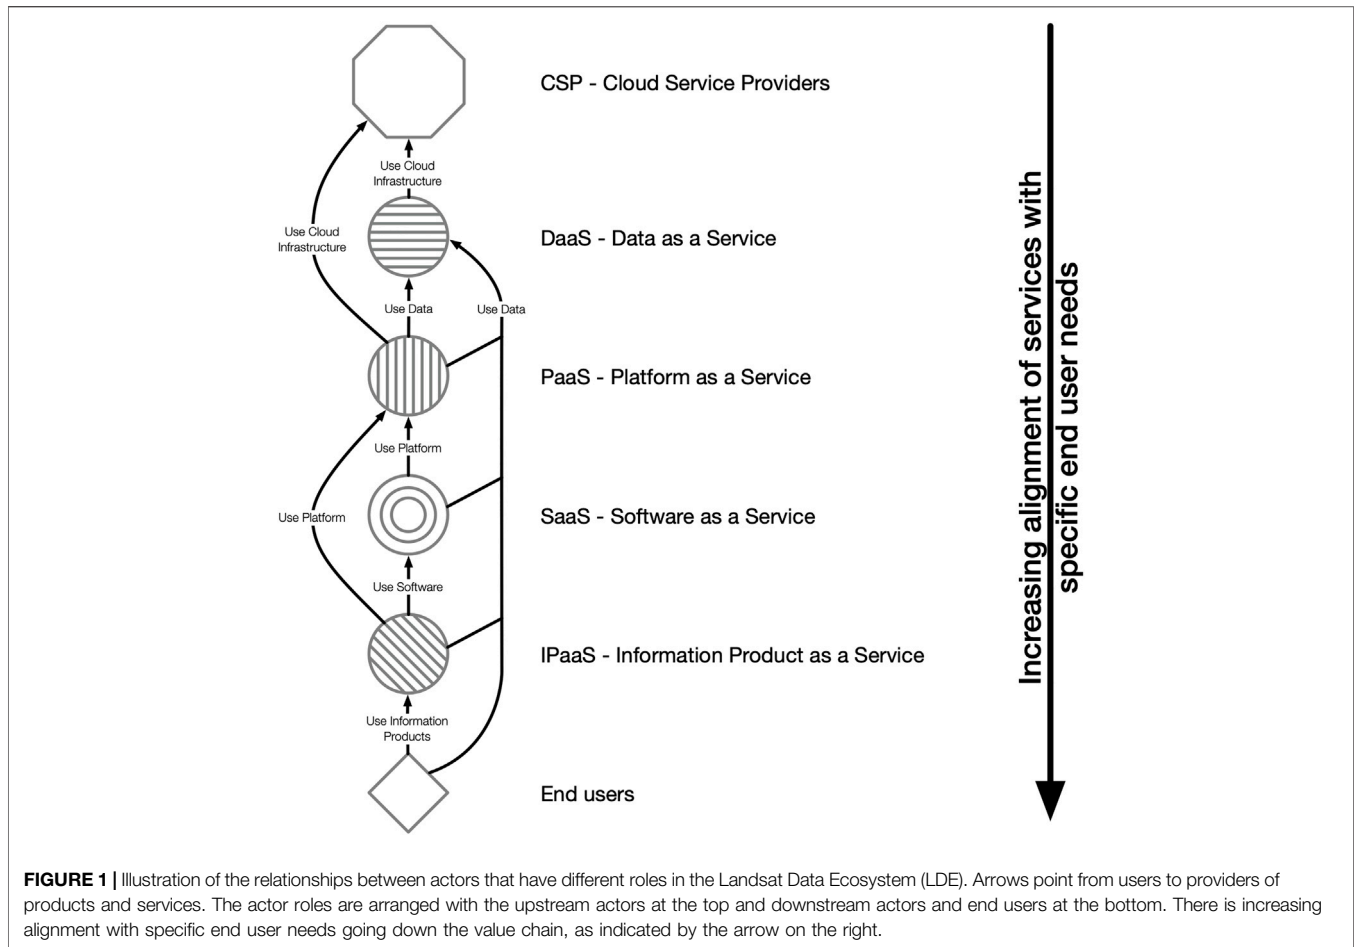 CSP - Cloud Service Providers
Use Cloud
Infrastructure
Use Cloud
Infrastructure
DaaS - Data as a Service
Use Data
Use Data
PaaS - Platform as a Service
Use Platform
Use Platform
SaaS - Software as a Service
Use Software
IPaaS - Information Product as a Service
Use Information
Products
End users
Increasing alignment of services with
specific end user needs
FIGURE 1 | Illustration of the relationships between actors that have different roles in the Landsat Data Ecosystem (LDE). Arrows point from users to providers of
products and services. The actor roles are arranged with the upstream actors at the top and downstream actors and end users at the bottom. There is increasing
alignment with specific end user needs going down the value chain, as indicated by the arrow on the right.